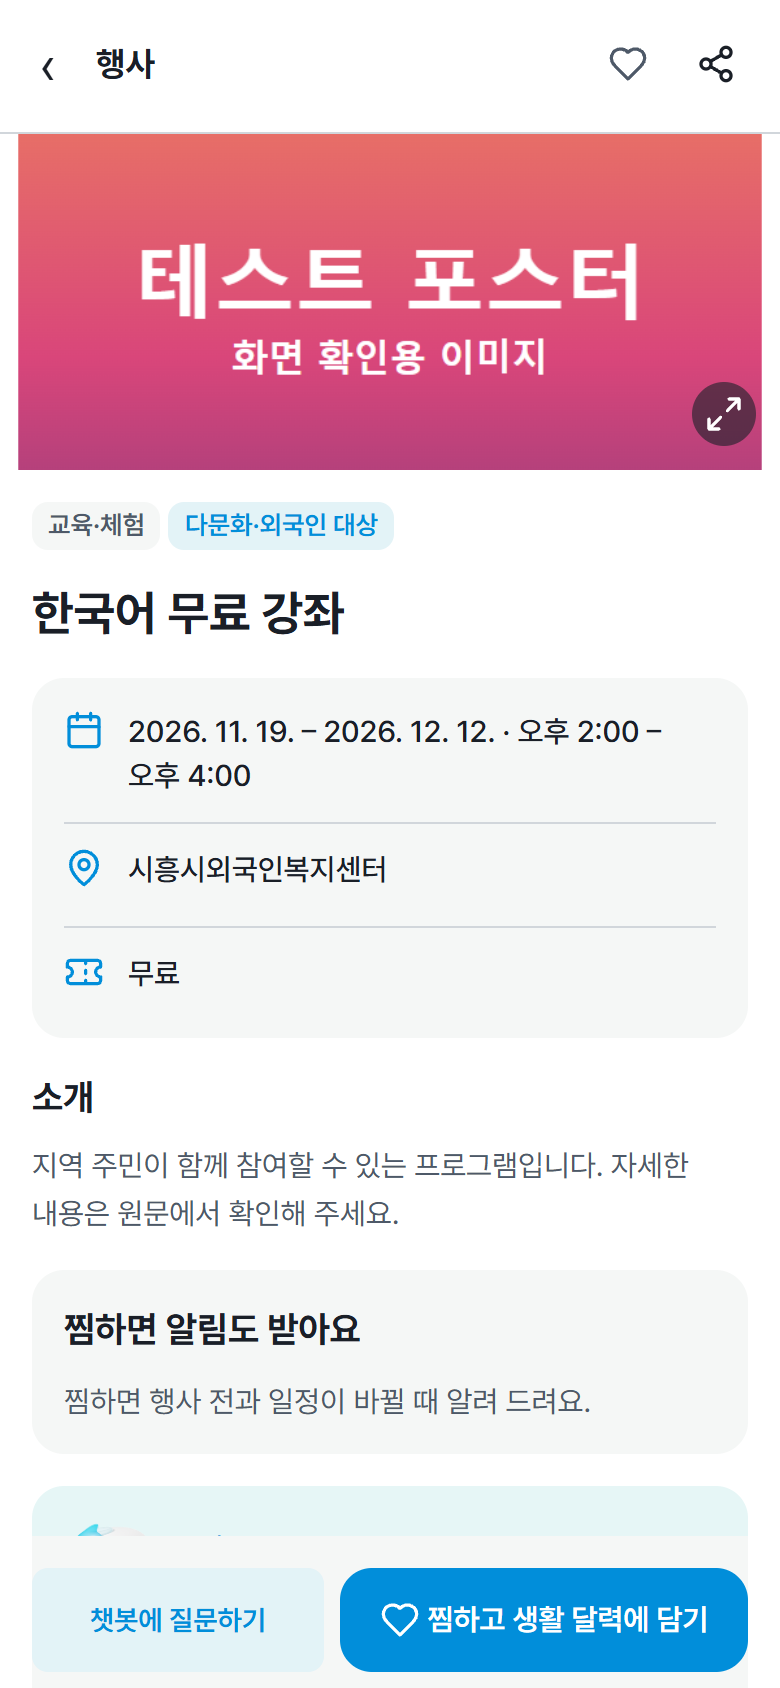 행사
테스트 포스터
화면 확인용 이미지
교육·체험
다문화·외국인 대상
한국어 무료 강좌
2026. 11. 19. – 2026. 12. 12. · 오후 2:00 –
오후 4:00
시흥시외국인복지센터
무료
소개
지역 주민이 함께 참여할 수 있는 프로그램입니다. 자세한
내용은 원문에서 확인해 주세요.
찜하면 알림도 받아요
찜하면 행사 전과 일정이 바뀔 때 알려 드려요.
챗봇에 질문하기
찜하고 생활 달력에 담기